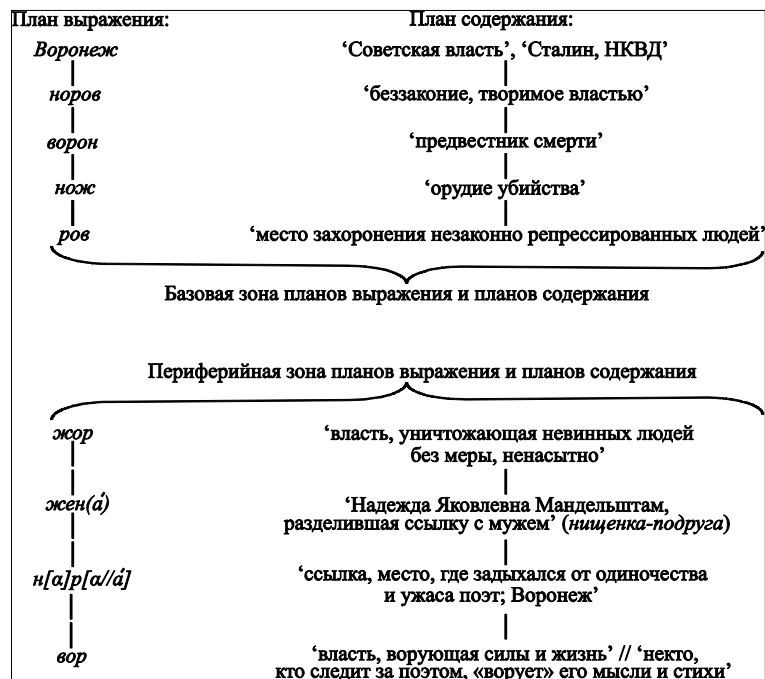 План выражения: План содержания:
Воронеж ‘Советская власть’, ‘Сталин, НКВД’
норов ‘беззаконие, творимое властью’
ворон ‘предвестник смерти’
нож ‘орудие убийства’
ров ‘место захоронения незаконно репрессированных людей’
Базовая зона планов выражения и планов содержания
Периферийная зона планов выражения и планов содержания
жор ‘власть, уничтожающая невинных людей
без меры, ненасытно’
жен(а́) ‘Надежда Яковлевна Мандельштам,
разделившая ссылку с мужем’ (нищенка-подруга)
н[а]р[а//а́] ‘ссылка, место, где задыхался от одиночества
и ужаса поэт; Воронеж’
вор ‘власть, ворующая силы и жизнь’ // ‘некто,
кто следит за поэтом, «ворует» его мысли и стихи’